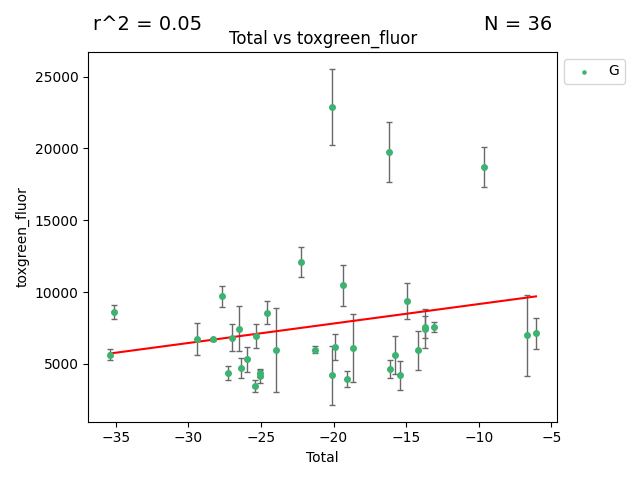 r^2 = 0.05
N = 36
Total vs toxgreen_fluor
G
25000
20000
15000
10000
5000
toxgreen_fluor
−35
−30
−25
−20
−15
−10
−5
Total